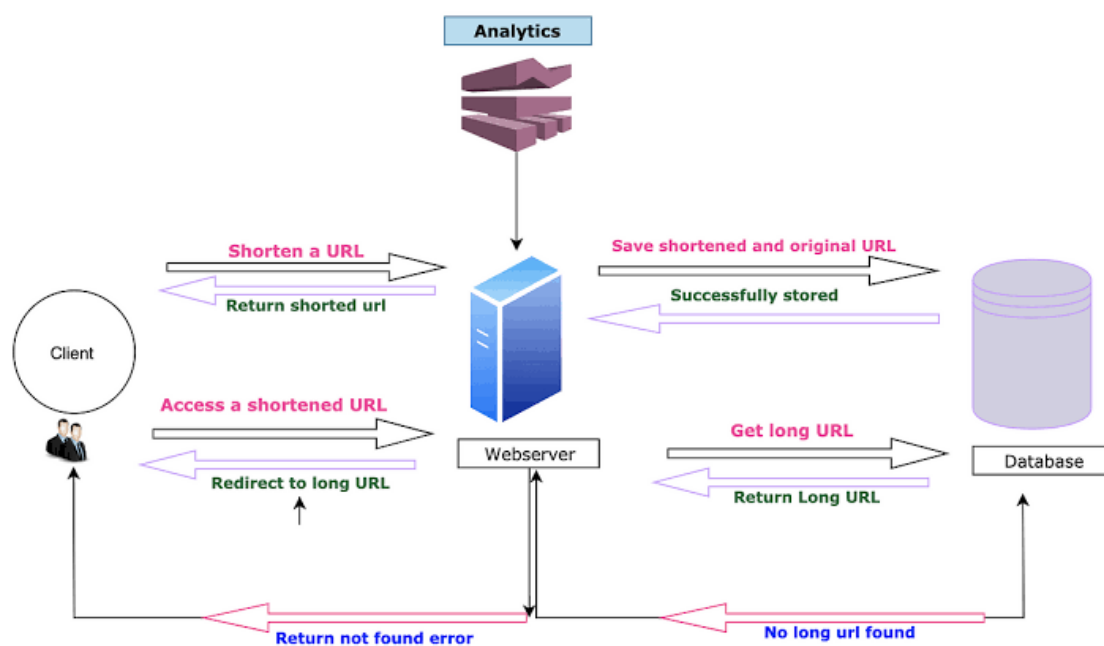 Analytics
Shorten a URL
Save shortened and original URL
Return shorted url
Successfully stored
Client
Access a shortened URL
Get long URL
Webserver
Database
Redirect to long URL
Return Long URL
Return not found error
No long url found